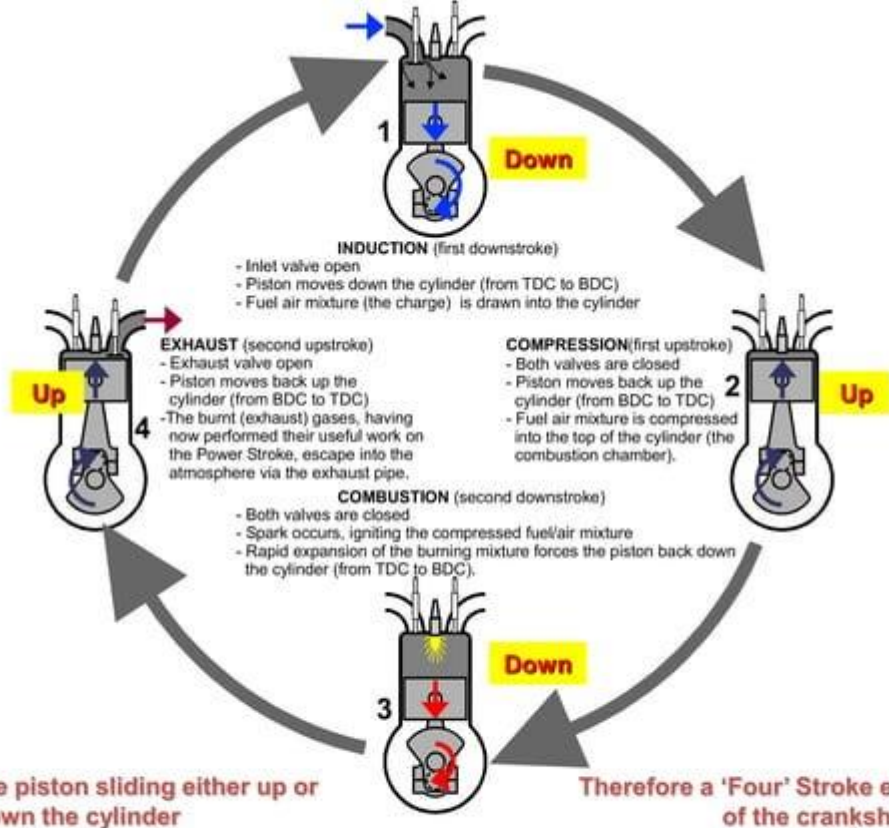 1
Down
INDUCTION (first downstroke)
- Inlet valve open
- Piston moves down the cylinder (from TDC to BDC)
- Fuel air mixture (the charge) is drawn into the cylinder
EXHAUST (second upstroke)
- Exhaust valve open
- Piston moves back up the
cylinder (from BDC to TDC)
-The burnt (exhaust) gases, having
now performed their useful work on
the Power Stroke, escape into the
atmosphere via the exhaust pipe.
Up
4
COMPRESSION(first upstroke)
- Both valves are closed
- Piston moves back up the
cylinder (from BDC to TDC)
- Fuel air mixture is compressed
into the top of the cylinder (the
combustion chamber).
2
Up
COMBUSTION (second downstroke)
- Both valves are closed
- Spark occurs, igniting the compressed fuel/air mixture
- Rapid expansion of the burning mixture forces the piston back down
the cylinder (from TDC to BDC).
3
Down
piston sliding either up or
the cylinder
Therefore a ‘Four’ Stroke
of the